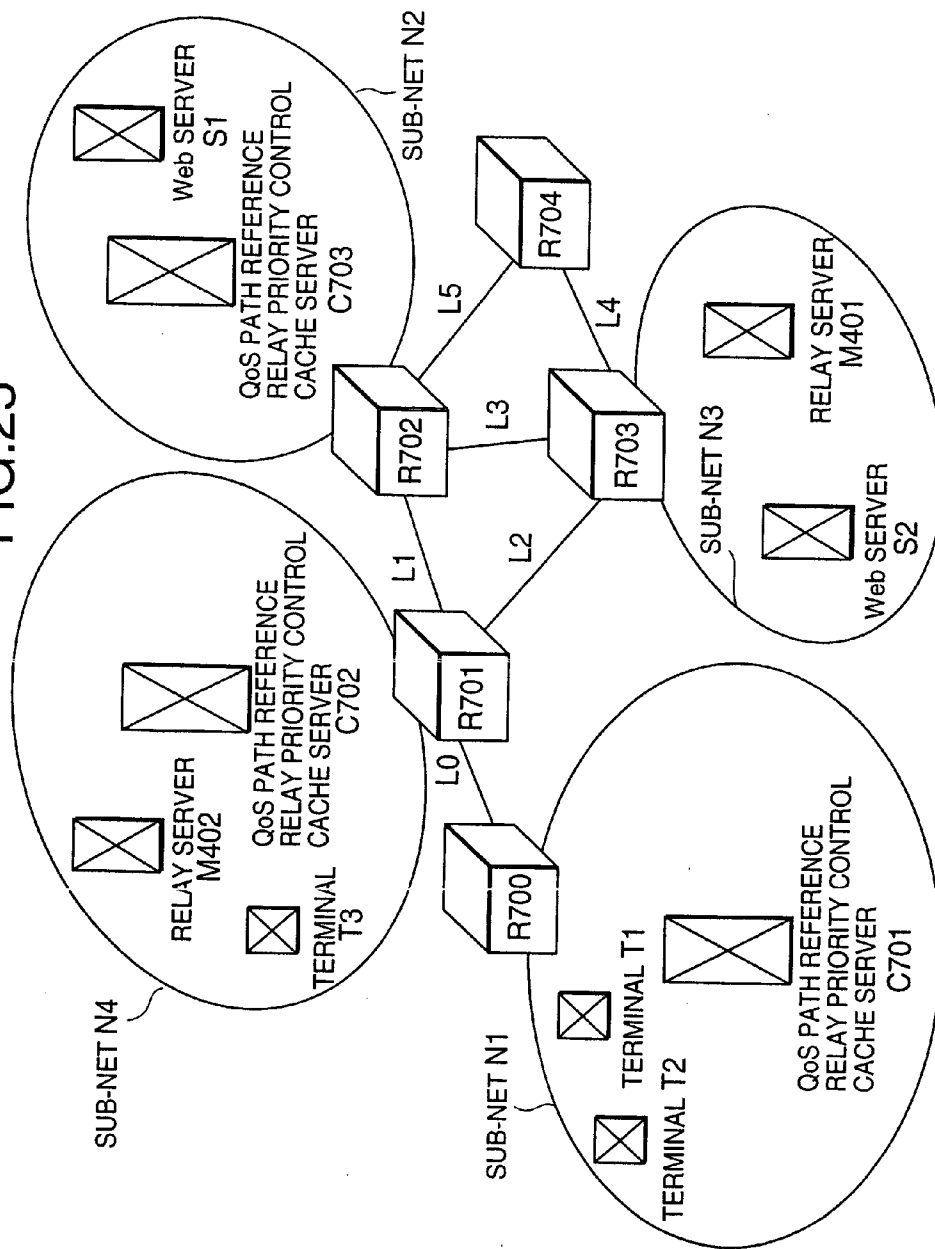 SUB-NET N4
RELAY SERVER
M402
TERMINAL
T3
QoS PATH REFERENCE
RELAY PRIORITY CONTROL
CACHE SERVER
C702
Web SERVER
S1
QoS PATH REFERENCE
RELAY PRIORITY CONTROL
CACHE SERVER
C703
SUB-NET N2
R700
L0
R701
L1
R702
L2
L3
L5
R703
L4
R704
SUB-NET N1
TERMINAL T1
TERMINAL T2
QoS PATH REFERENCE
RELAY PRIORITY CONTROL
CACHE SERVER
C701
SUB-NET N3
Web SERVER
S2
RELAY SERVER
M401